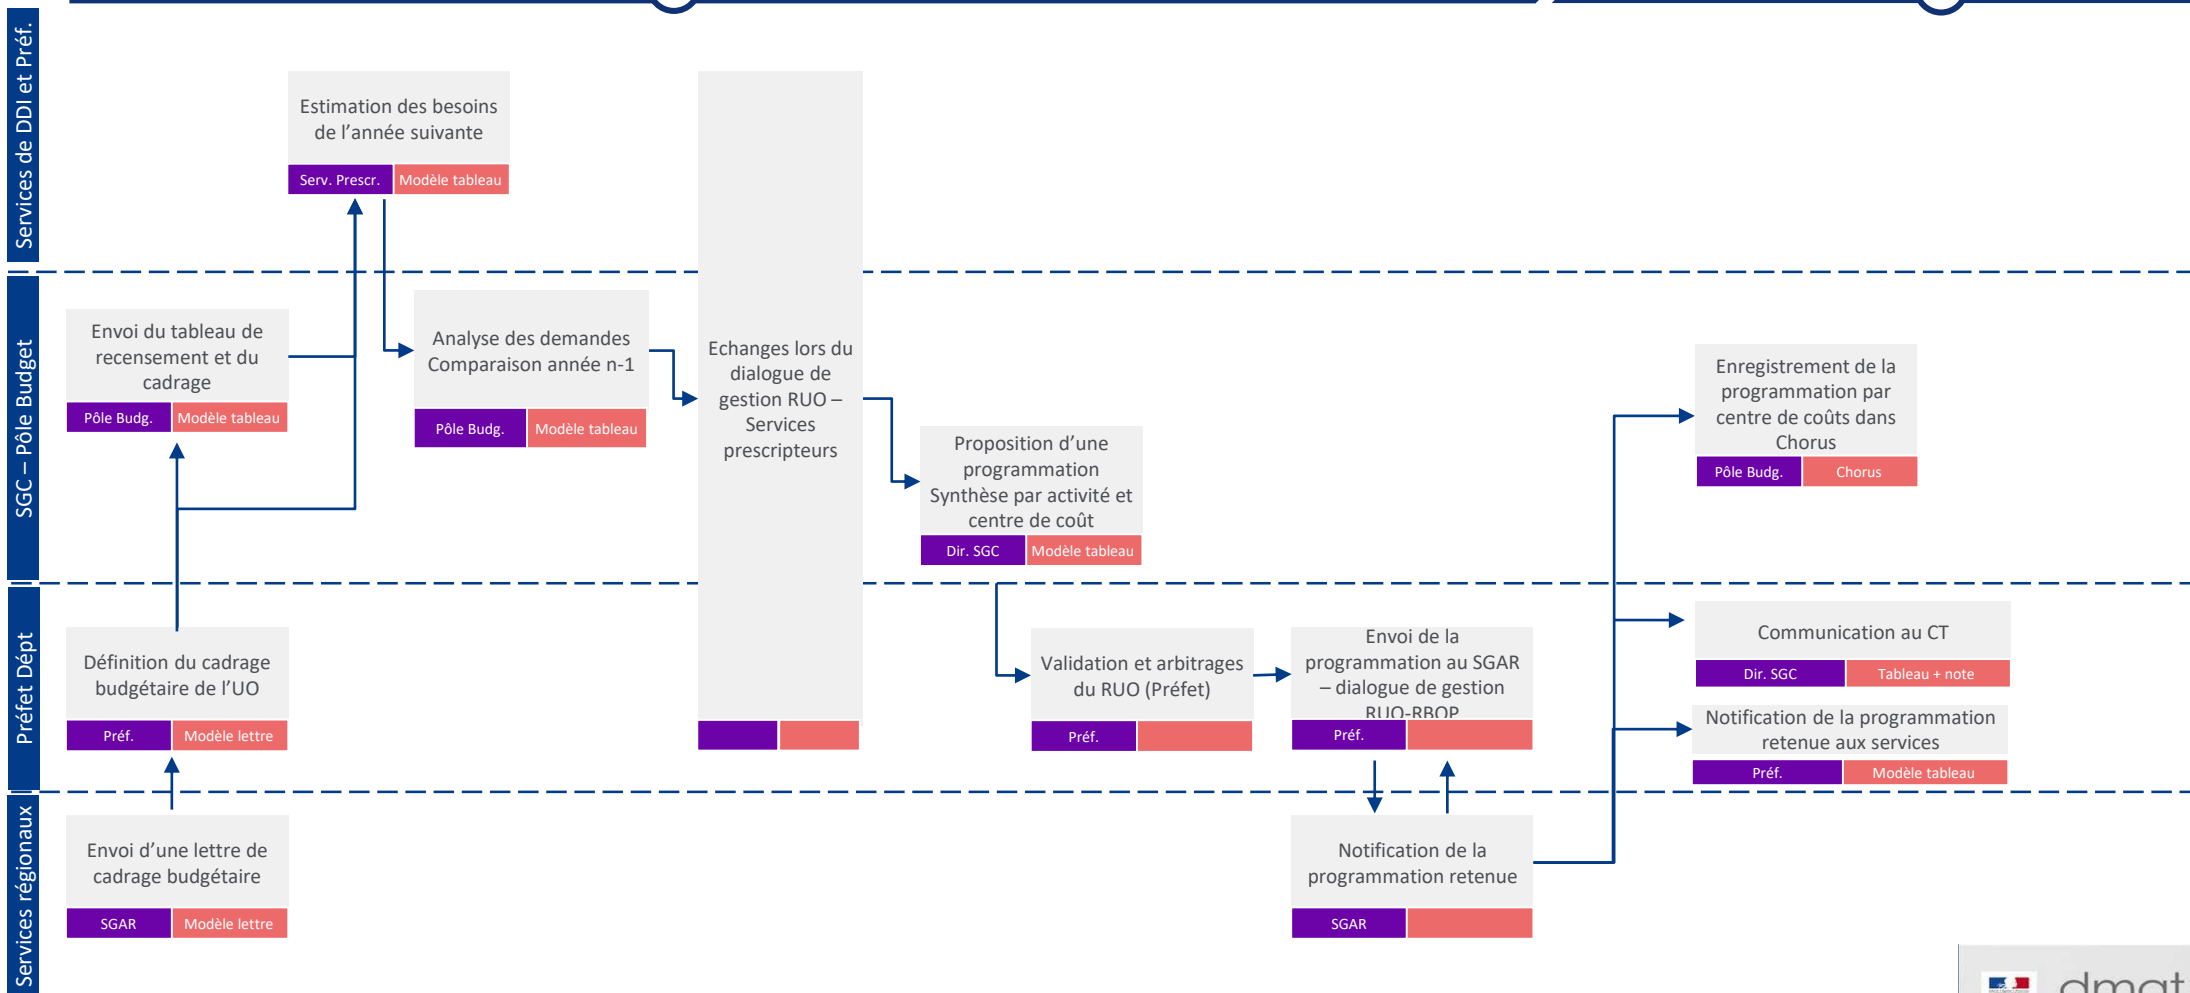 Services de DDI et Préf.
Estimation des besoins
de l’année suivante
Serv. Prescr.
Modèle tableau
SGC – Pôle Budget
Envoi du tableau de
recensement et du
cadrage
Pôle Budg.
Modèle tableau
Analyse des demandes
Comparaison année n-1
Pôle Budg.
Modèle tableau
Echanges lors du
dialogue de
gestion RUO –
Services
prescripteurs
Proposition d’une
programmation
Synthèse par activité et
centre de coût
Dir. SGC
Modèle tableau
Enregistrement de la
programmation par
centre de coûts dans
Chorus
Pôle Budg.
Chorus
Préfet Dépt
Définition du cadrage
budgétaire de l’UO
Préf.
Modèle lettre
Validation et arbitrages
du RUO (Préfet)
Préf.
Envoi de la
programmation au SGAR
– dialogue de gestion
RUO-RBOP
Préf.
Communication au CT
Dir. SGC
Tableau + note
Notification de la programmation
retenue aux services
Préf.
Modèle tableau
Services régionaux
Envoi d’une lettre de
cadrage budgétaire
SGAR
Modèle lettre
Notification de la
programmation retenue
SGAR
dmat